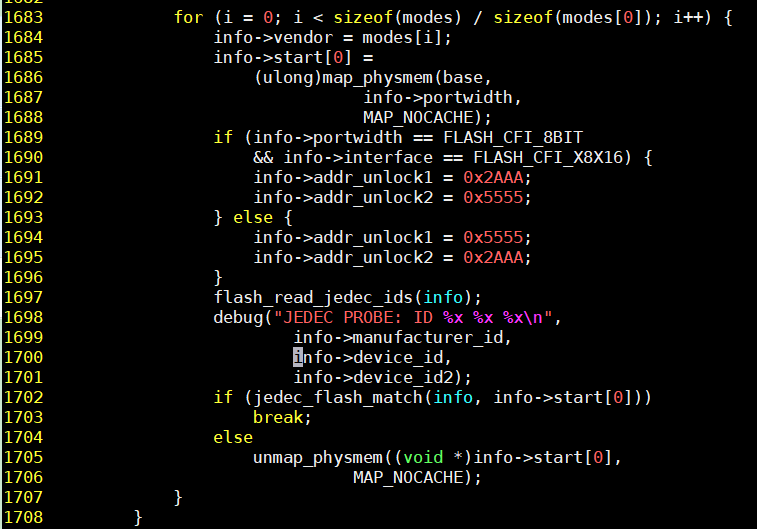 1683 for (i = 0; i < sizeof(modes) / sizeof(modes[0]); i++) {
1684 info->vendor = modes[i];
1685 info->start[0] =
1686 (ulong)map_physmem(base,
1687 info->portwidth,
1688 MAP_NOCACHE);
1689 if (info->portwidth == FLASH_CFI_8BIT
1690 && info->interface == FLASH_CFI_X8X16) {
1691 info->addr_unlock1 = 0x2AAA;
1692 info->addr_unlock2 = 0x5555;
1693 } else {
1694 info->addr_unlock1 = 0x5555;
1695 info->addr_unlock2 = 0x2AAA;
1696 }
1697 flash_read_jedec_ids(info);
1698 debug("JEDEC PROBE: ID %x %x %x\n",
1699 info->manufacturer_id,
1700 info->device_id,
1701 info->device_id2);
1702 if (jedec_flash_match(info, info->start[0]))
1703 break;
1704 else
1705 unmap_physmem((void *)info->start[0],
1706 MAP_NOCACHE);
1707 }
1708 }